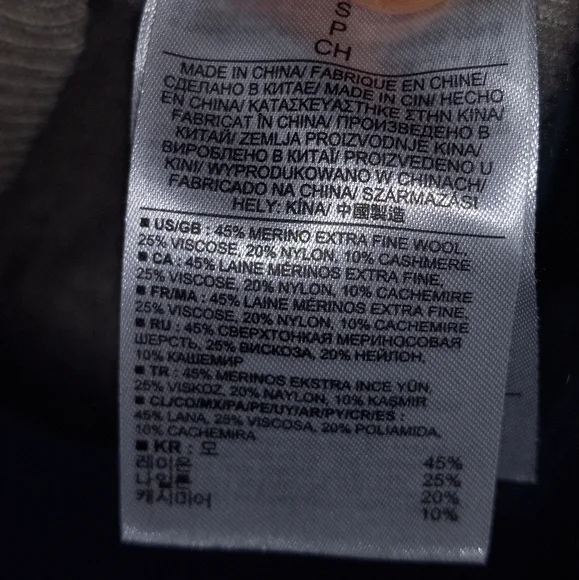 S
P
CH
MADE IN CHINA/ FABRIQUE EN CHINE/
СДЕЛАНО В КИТАЕ/ MADE IN CINI/ HECHO
EN CHINA/ ΚΑΤΑΣΚΕΥΑΣΤΗΚΕ ΣΤΗΝ ΚΙΝΑ/
FABRICAT ÎN CHINA/ ПРОИЗВЕДЕНО В
КИТАЙ/ ZEMLJA PROIZVODNJE KINA/
ВИРОБЛЕНО В КИТАЇ/ PROIZVEDENO U
KINI/ WYPRODUKOWANO W CHINACH/
FABRICADO NA CHINA/ SZÁRMAZÁSI
HELY: KÍNA/ 中國製造
■ US/GB : 45% MERINO EXTRA FINE WOOL,
25% VISCOSE, 20% NYLON, 10% CASHMERE
■ CA : 45% LAINE MÉRINOS EXTRA FINE,
25% VISCOSE, 20% NYLON, 10% CACHEMIRE
■ FR/MA : 45% LAINE MÉRINOS EXTRA FINE,
25% VISCOSE, 20% NYLON, 10% CACHEMIRE
■ RU : 45% СВЕРХТОНКАЯ МЕРИНОСОВАЯ
ШЕРСТЬ, 25% ВИСКОЗА, 20% НЕЙЛОН,
10% КАШЕМИР
■ TR : 45% MERINOS EKSTRA INCE YÜN,
25% VISKOZ, 20% NAYLON, 10% KAŞMIR
■ CL/CO/MX/PA/PE/UY/AR/PY/CR/ES :
45% LANA, 25% VISCOSA, 20% POLIAMIDA,
10% CACHEMIRA
■ KR : 모 45%
레이온 25%
나일론 20%
캐시미어 10%